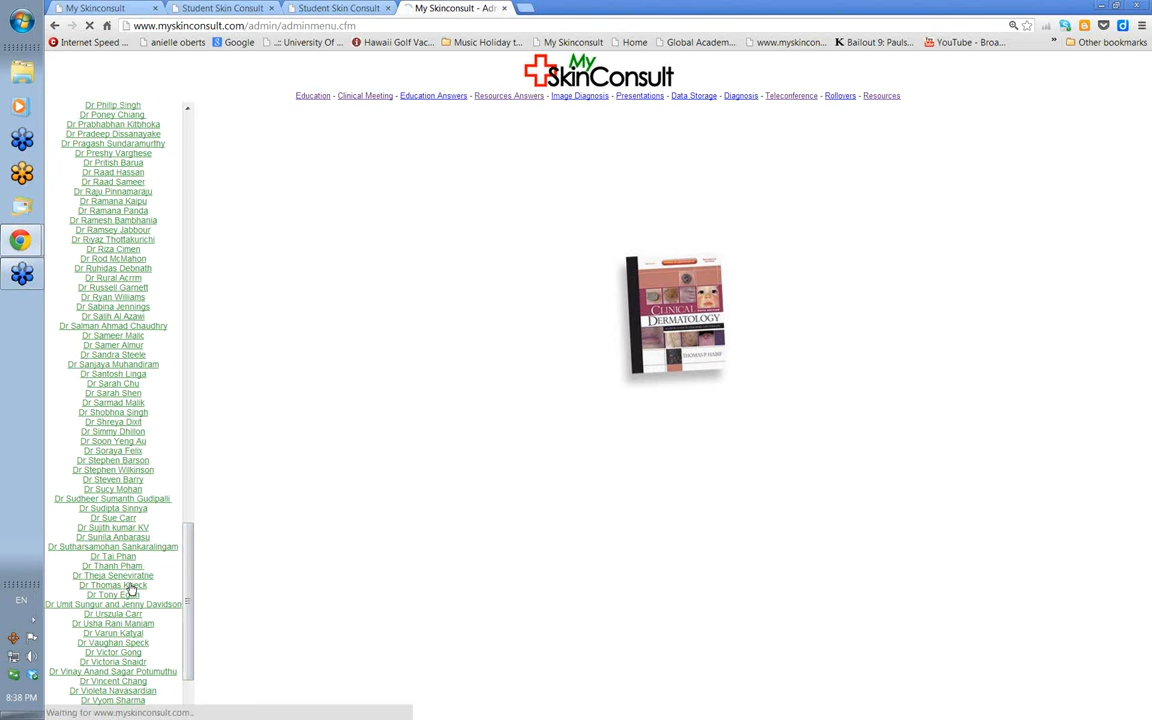 My Skinconsult
Student Skin Consult
Student Skin Consult
My Skinconsult - Adr
www.myskinconsult.com/admin/adminmenu.cfm
Internet Speed ...
anielle oberts
Google
..:: University Of ...
Hawaii Golf Vac...
Music Holiday t...
My Skinconsult
Home
Global Academ...
www.myskincon...
Bailout 9: Pauls...
YouTube - Broa...
Other bookmarks
My
SkinConsult
Education - Clinical Meeting - Education Answers - Resources Answers - Image Diagnosis - Presentations - Data Storage - Diagnosis - Teleconference - Rollovers - Resources
Dr Philip Singh
Dr Poney Chiang
Dr Prabhabhan Kitbhoka
Dr Pradeep Dissanayake
Dr Pragash Sundaramurthy
Dr Preshy Varghese
Dr Pritish Barua
Dr Raad Hassan
Dr Raad Sameer
Dr Raju Pinnamaraju
Dr Ramana Kaipu
Dr Ramana Panda
Dr Ramesh Bambhania
Dr Ramsey Jabbour
Dr Riyaz Thottakurichi
Dr Riza Cimen
Dr Rod McMahon
Dr Ruhidas Debnath
Dr Rural Acrrm
Dr Russell Garnett
Dr Ryan Williams
Dr Sabina Jennings
Dr Salih Al Azawi
Dr Salman Ahmad Chaudhry
Dr Sameer Malic
Dr Samer Almur
Dr Sandra Steele
Dr Sanjaya Muhandiram
Dr Santosh Linga
Dr Sarah Chu
Dr Sarah Shen
Dr Sarmad Malik
Dr Shobhna Singh
Dr Shreya Dixit
Dr Simmy Dhillon
Dr Soon Yeng Au
Dr Soraya Felix
Dr Stephen Barson
Dr Stephen Wilkinson
Dr Steven Barry
Dr Sucy Mohan
Dr Sudheer Sumanth Gudipalli
Dr Sudipta Sinnya
Dr Sue Carr
Dr Sujith kumar KV
Dr Sunila Anbarasu
Dr Sutharsamohan Sankaralingam
Dr Tai Phan
Dr Thanh Pham
Dr Theja Seneviratne
Dr Thomas
Dr Tony
Dr Umit Sungur and Jenny Davidson
Dr Urszula Carr
Dr Usha Rani Maniam
Dr Varun Katyal
Dr Vaughan Speck
Dr Victor Gong
Dr Victoria Snaidr
Dr Vinay Anand Sagar Potumuthu
Dr Vincent Chang
Dr Violeta Navasardian
Dr Vyom Sharma
CLINICAL
DERMATOLOGY
THOMAS P. HABIF
EN
8:38 PM
Waiting for www.myskinconsult.com...